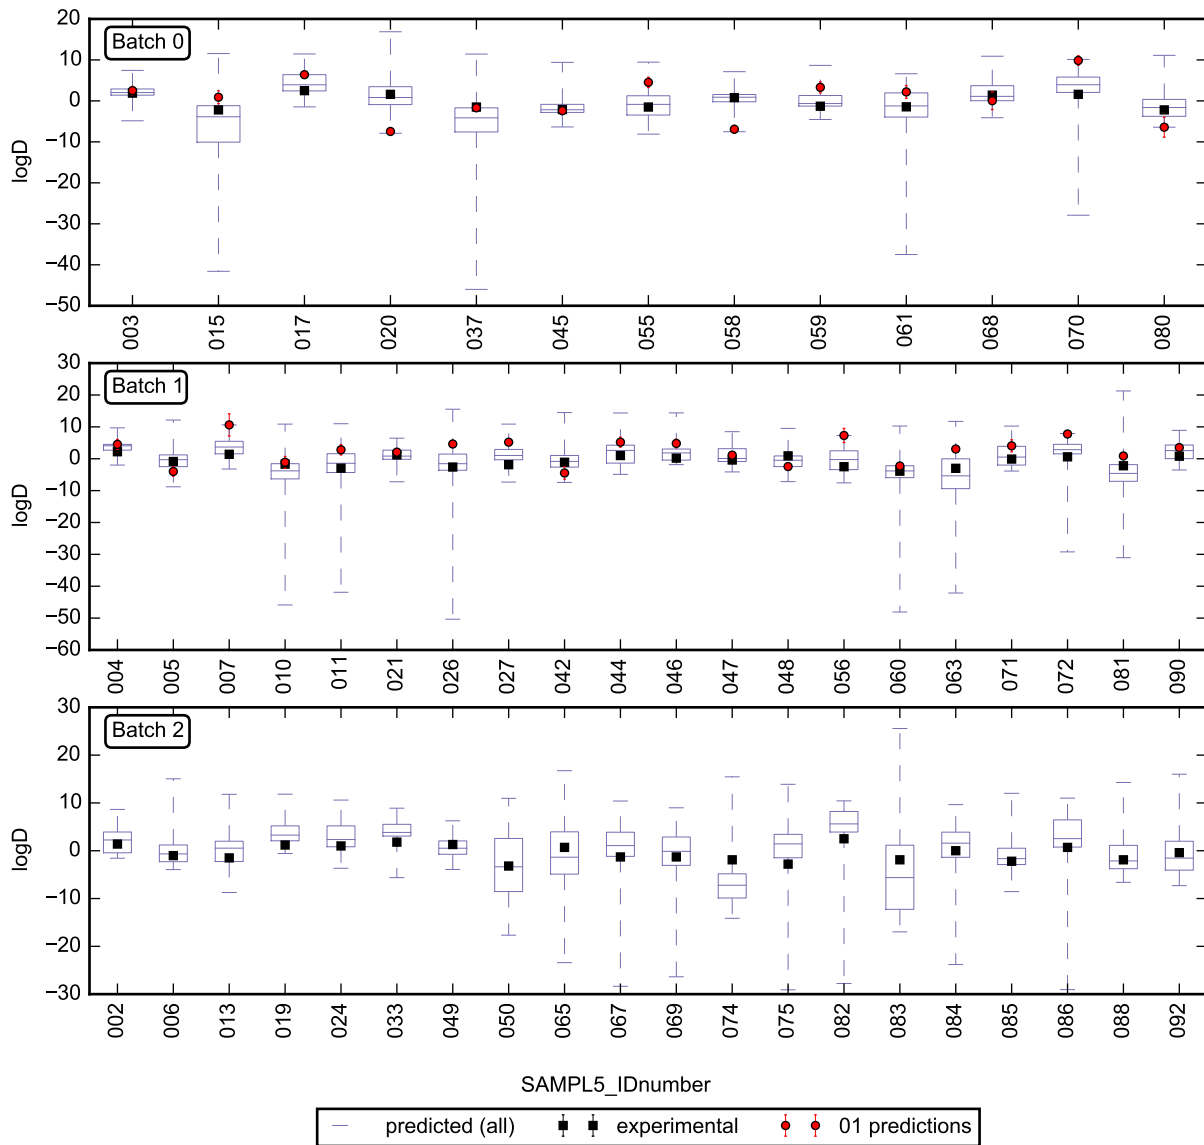 20
Batch 0
10
0
−10
logD
−20
−30
−40
−50
003 015 017 020 037 045 055 058 059 061 068 070 080
30
Batch 1
20
10
0
−10
logD
−20
−30
−40
−50
−60
004 005 007 010 011 021 026 027 042 044 046 047 048 056 060 063 071 072 081 090
30
Batch 2
20
10
0
logD
−10
−20
−30
002 006 013 019 024 033 049 050 065 067 069 074 075 082 083 084 085 086 088 092
SAMPL5_IDnumber
predicted (all) experimental 01 predictions